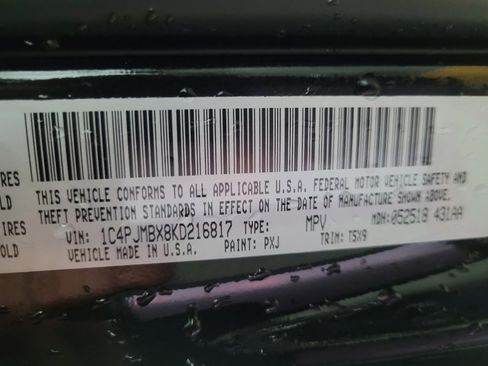 IRES THIS VEHICLE CONFORMS TO ALL APPLICABLE U.S.A. FEDERAL MOTOR VEHICLE SAFETY AND
OLD THEFT PREVENTION STANDARDS IN EFFECT ON THE DATE OF MANUFACTURE SHOWN ABOVE.
IRES VIN: 1C4PJMBX8KD216817 TYPE: MPV MDH: 052518 431AA
OLD VEHICLE MADE IN U.S.A. PAINT: PXJ TRIM: T5X9